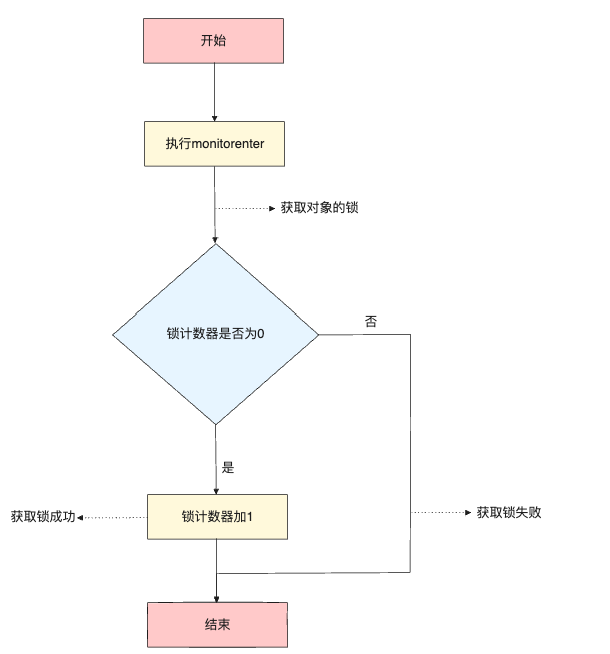 开始
执行monitorenter
获取对象的锁
锁计数器是否为0
否
是
获取锁成功
锁计数器加1
获取锁失败
结束